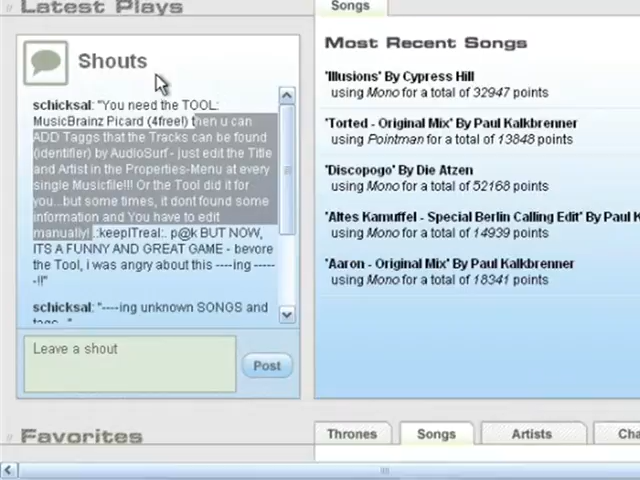 Latest Plays
Songs
Shouts
schicksal: "You need the TOOL:
MusicBrainz Picard (4free!) then u can
ADD Taggs that the Tracks can be found
(identifier) by AudioSurf - just edit the Title
and Artist in the Properties-Menu at every
single Musicfile!!! Or the Tool did it for
you...but some times, it dont found some
information and You have to edit
manually! .:keepITreal:. p@k BUT NOW,
ITS A FUNNY AND GREAT GAME - bevore
the Tool, i was angry about this ----ing -----
-!!"
schicksal: "----ing unknown SONGS and
tags..."
Leave a shout
Post
Most Recent Songs
'Illusions' By Cypress Hill
using Mono for a total of 32947 points
'Torted - Original Mix' By Paul Kalkbrenner
using Pointman for a total of 13848 points
'Discopogo' By Die Atzen
using Mono for a total of 52168 points
'Altes Kamuffel - Special Berlin Calling Edit' By Paul K
using Mono for a total of 14939 points
'Aaron - Original Mix' By Paul Kalkbrenner
using Mono for a total of 18341 points
Favorites
Thrones
Songs
Artists
Cha